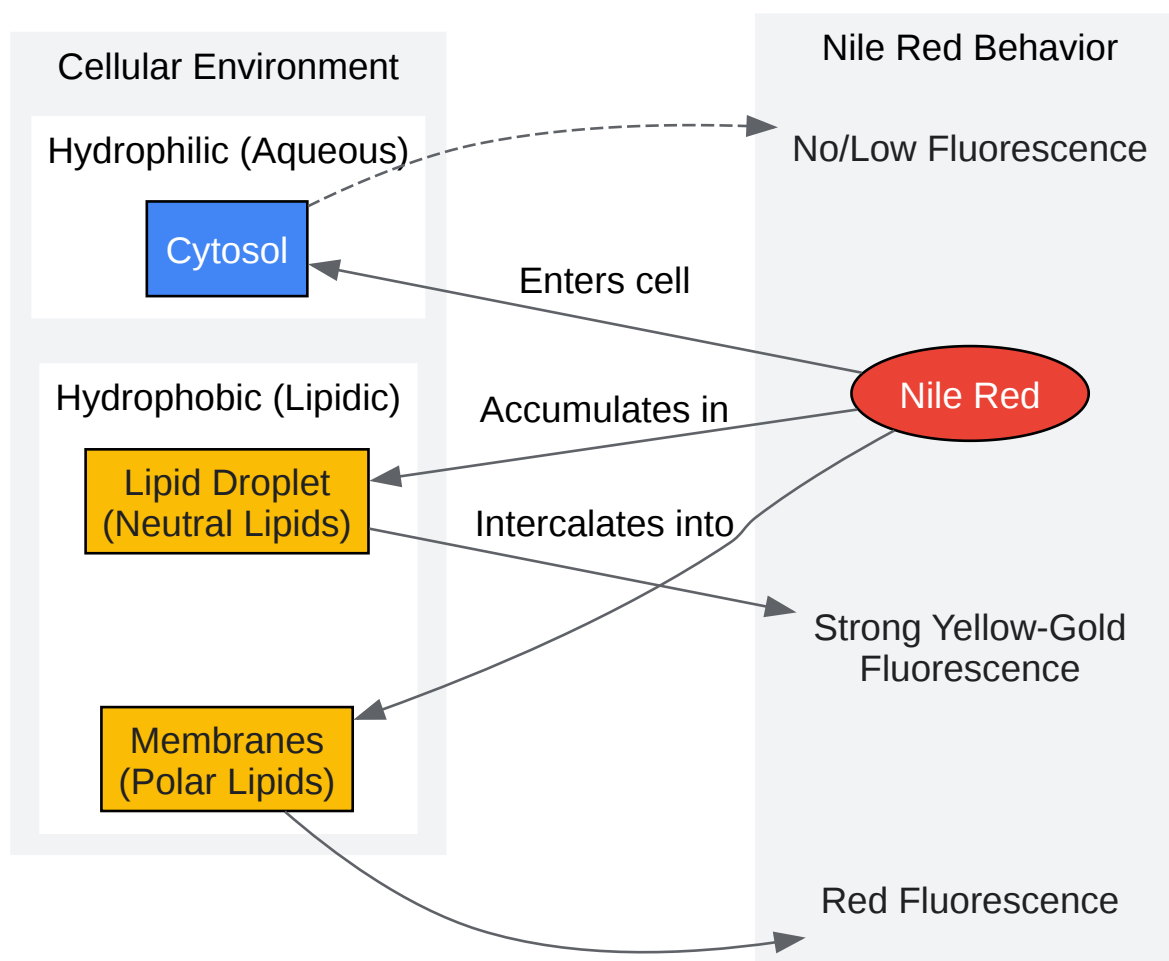 Cellular Environment
Hydrophilic (Aqueous)
Cytosol
Hydrophobic (Lipidic)
Lipid Droplet
(Neutral Lipids)
Membranes
(Polar Lipids)
Enters cell
Accumulates in
Intercalates into
Nile Red Behavior
No/Low Fluorescence
Nile Red
Strong Yellow-Gold
Fluorescence
Red Fluorescence